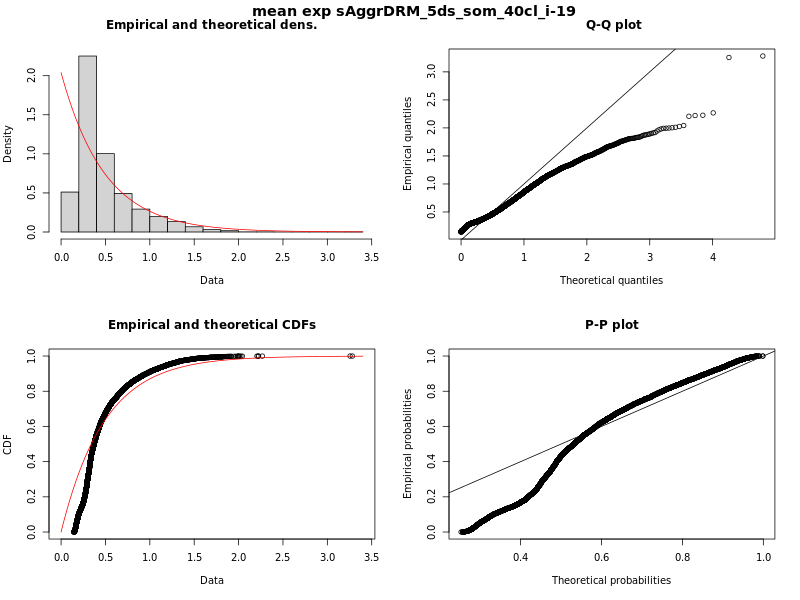 mean exp sAggrDRM_5ds_som_40cl_i-19
Empirical and theoretical dens.
Density
0.0 0.5 1.0 1.5 2.0
0.0 0.5 1.0 1.5 2.0 2.5 3.0 3.5
Data
Q-Q plot
Empirical quantiles
0.5 1.0 1.5 2.0 2.5 3.0
0 1 2 3 4
Theoretical quantiles
Empirical and theoretical CDFs
CDF
0.0 0.2 0.4 0.6 0.8 1.0
0.0 0.5 1.0 1.5 2.0 2.5 3.0 3.5
Data
P-P plot
Empirical probabilities
0.0 0.2 0.4 0.6 0.8 1.0
0.4 0.6 0.8 1.0
Theoretical probabilities